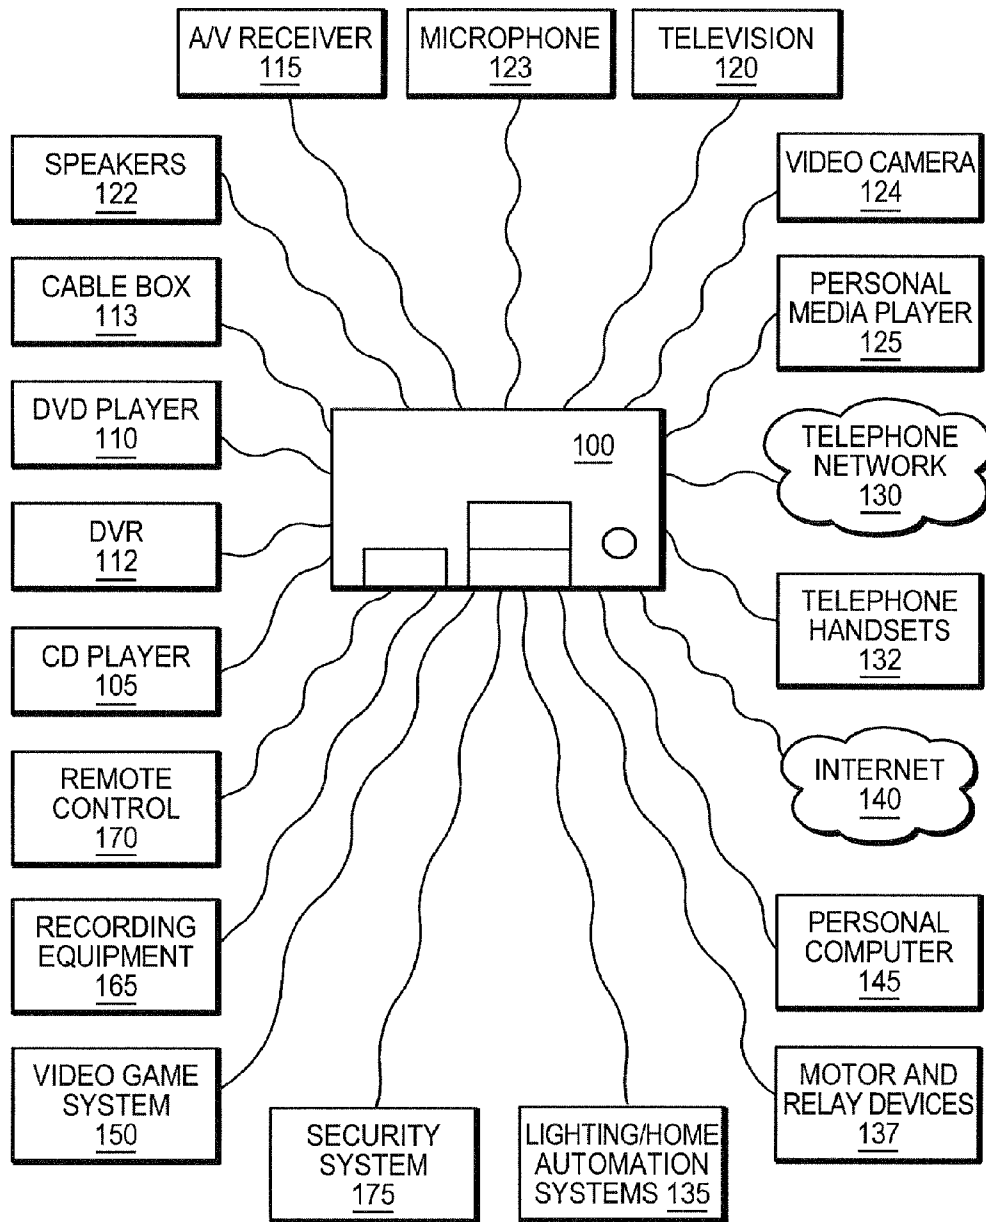 A/V RECEIVER
115
MICROPHONE
123
TELEVISION
120
SPEAKERS
122
VIDEO CAMERA
124
CABLE BOX
113
PERSONAL
MEDIA PLAYER
125
DVD PLAYER
110
100
TELEPHONE
NETWORK
130
DVR
112
TELEPHONE
HANDSETS
132
CD PLAYER
105
REMOTE
CONTROL
170
INTERNET
140
RECORDING
EQUIPMENT
165
PERSONAL
COMPUTER
145
VIDEO GAME
SYSTEM
150
MOTOR AND
RELAY DEVICES
137
SECURITY
SYSTEM
175
LIGHTING/HOME
AUTOMATION
SYSTEMS 135